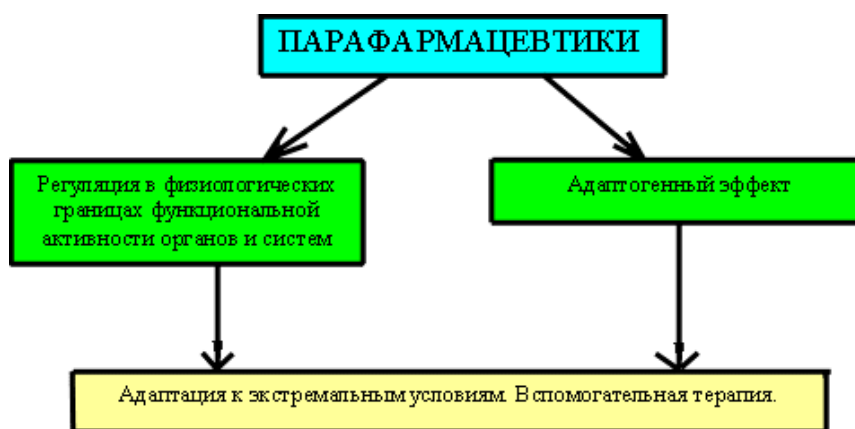 ПАРАФАРМАЦЕВТИКИ
Регуляция в физиологических
границах функциональной
активности органов и систем
Адаптогенный эффект
Адаптация к экстремальным условиям. Вспомогательная терапия.